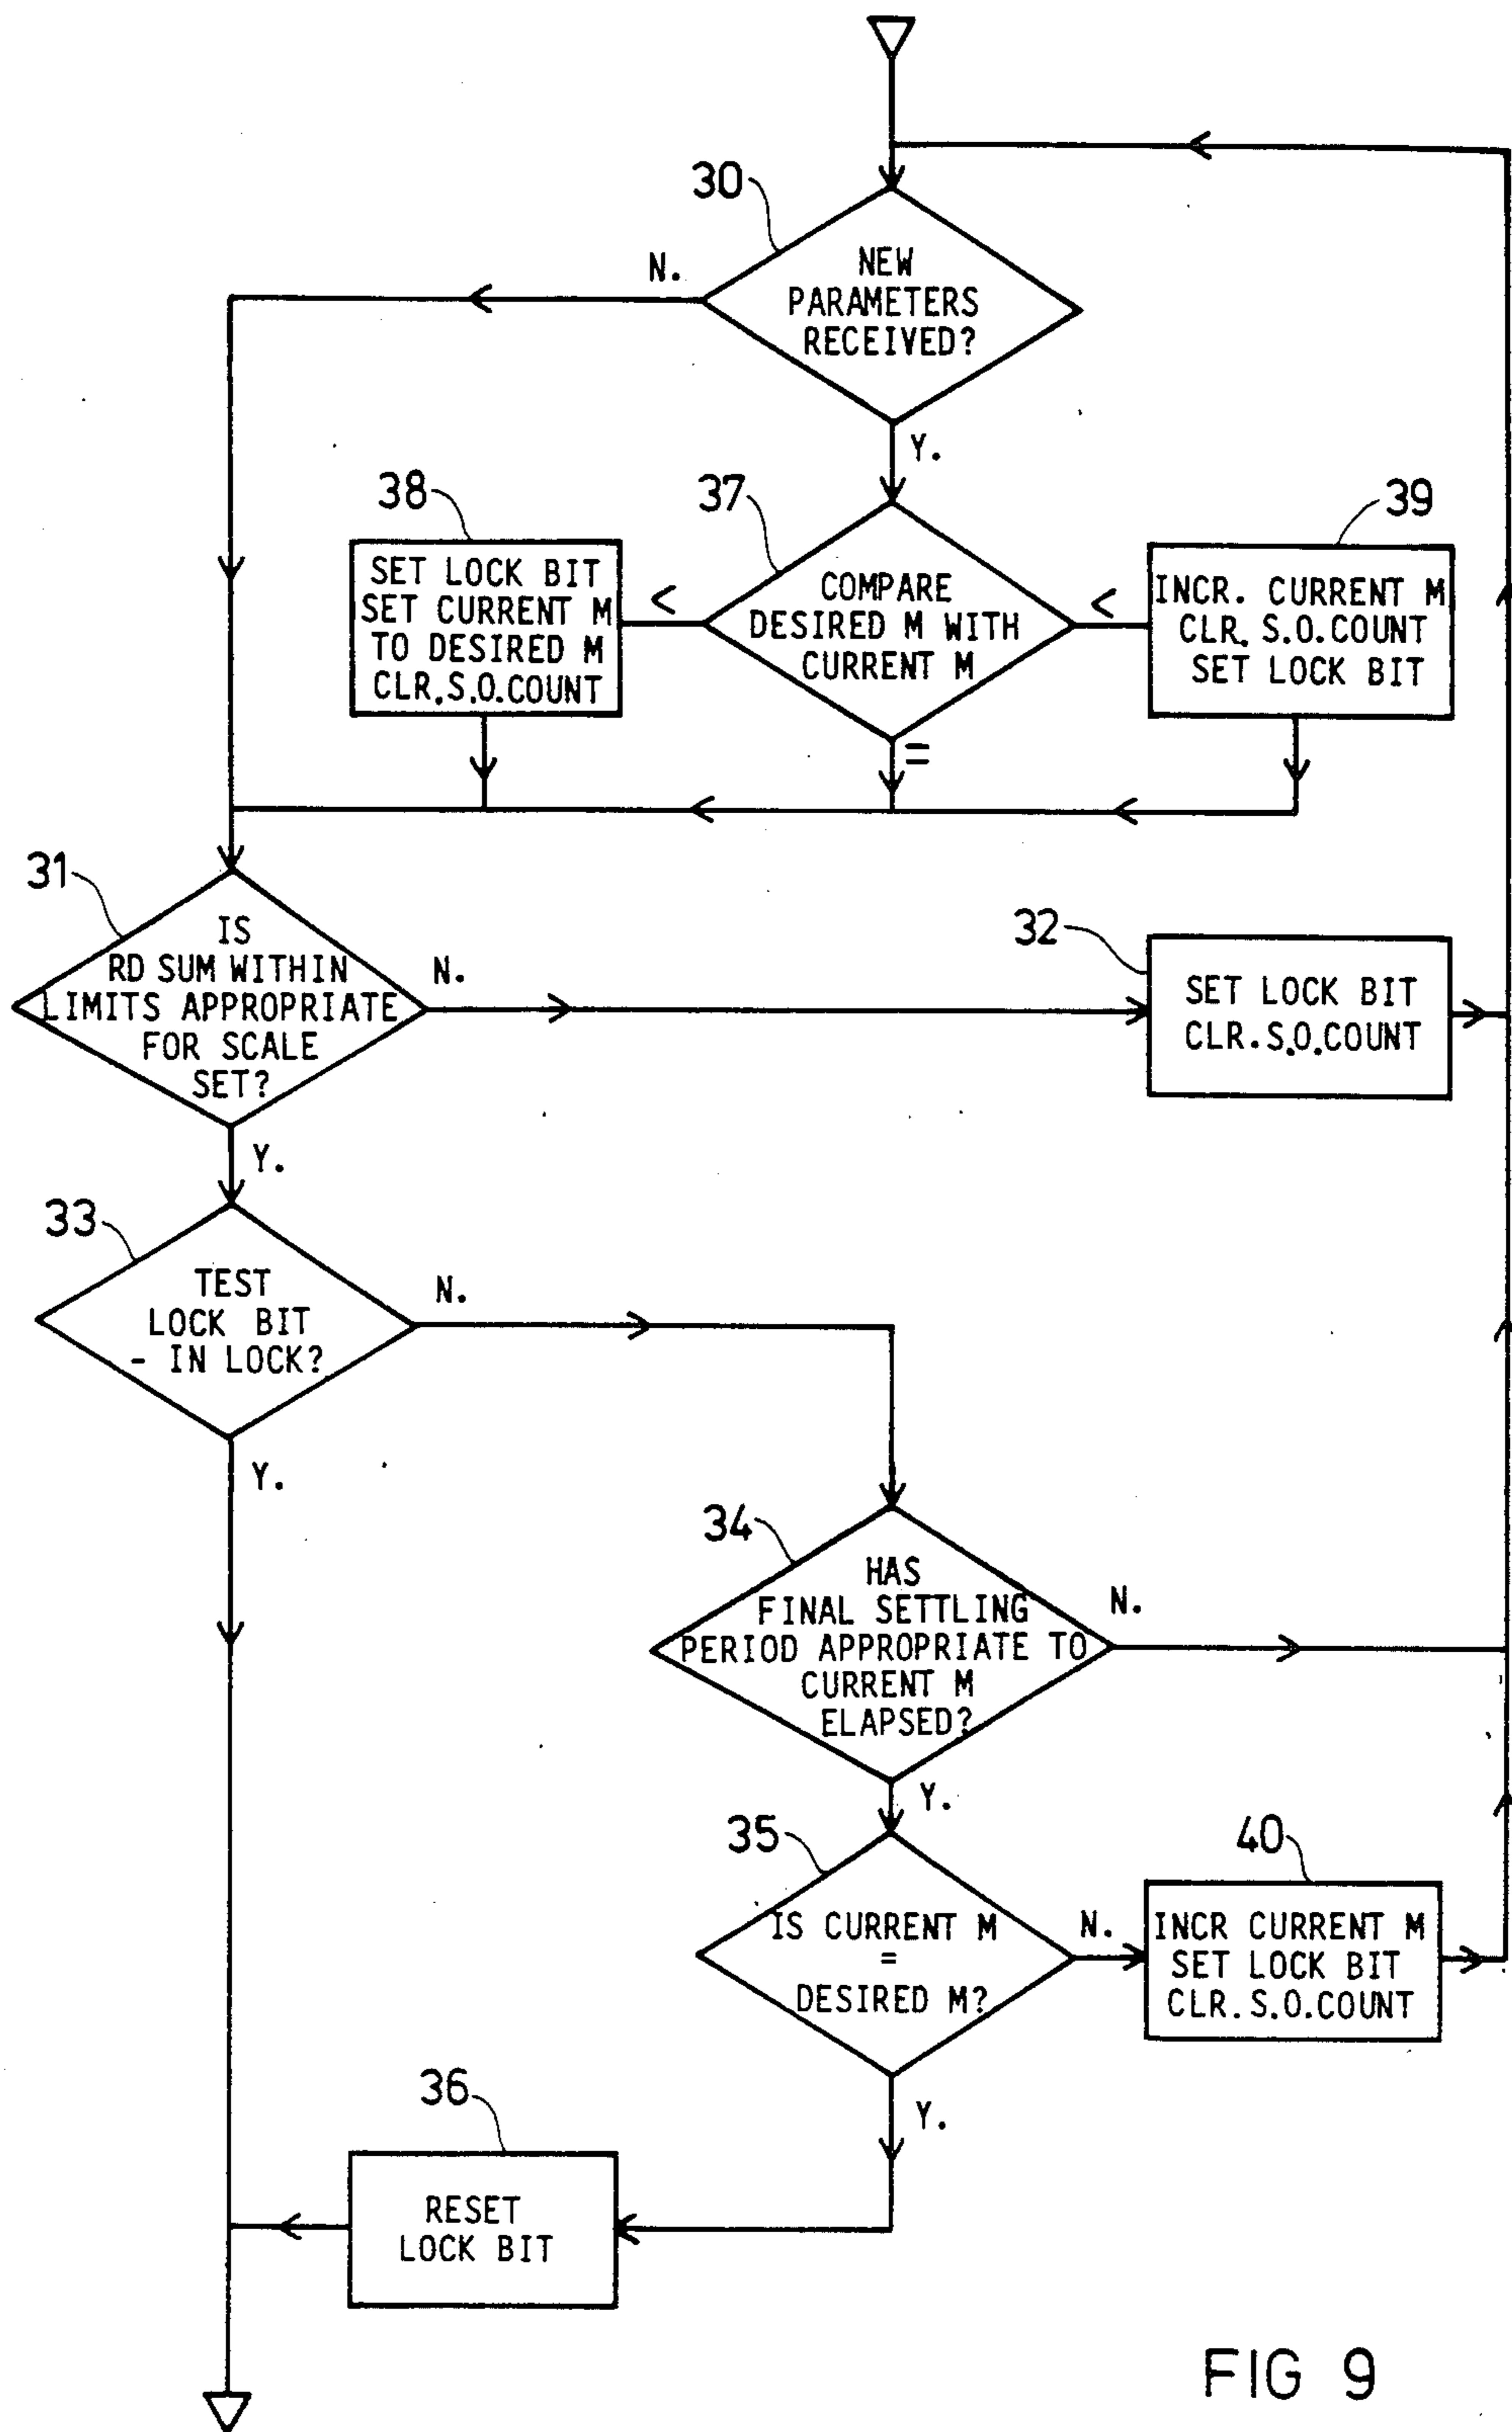 30
N.
NEW
PARAMETERS
RECEIVED?
Y.
38
SET LOCK BIT
SET CURRENT M
TO DESIRED M
CLR.S.O.COUNT
<
37
COMPARE
DESIRED M WITH
CURRENT M
<
39
INCR. CURRENT M
CLR. S.O.COUNT
SET LOCK BIT
=
31
IS
RD SUM WITHIN
LIMITS APPROPRIATE
FOR SCALE
SET?
N.
32
SET LOCK BIT
CLR.S.O.COUNT
Y.
33
TEST
LOCK BIT
- IN LOCK?
N.
Y.
34
HAS
FINAL SETTLING
PERIOD APPROPRIATE TO
CURRENT M
ELAPSED?
N.
Y.
35
IS CURRENT M
=
DESIRED M?
N.
40
INCR CURRENT M
SET LOCK BIT
CLR.S.O.COUNT
Y.
36
RESET
LOCK BIT
FIG 9